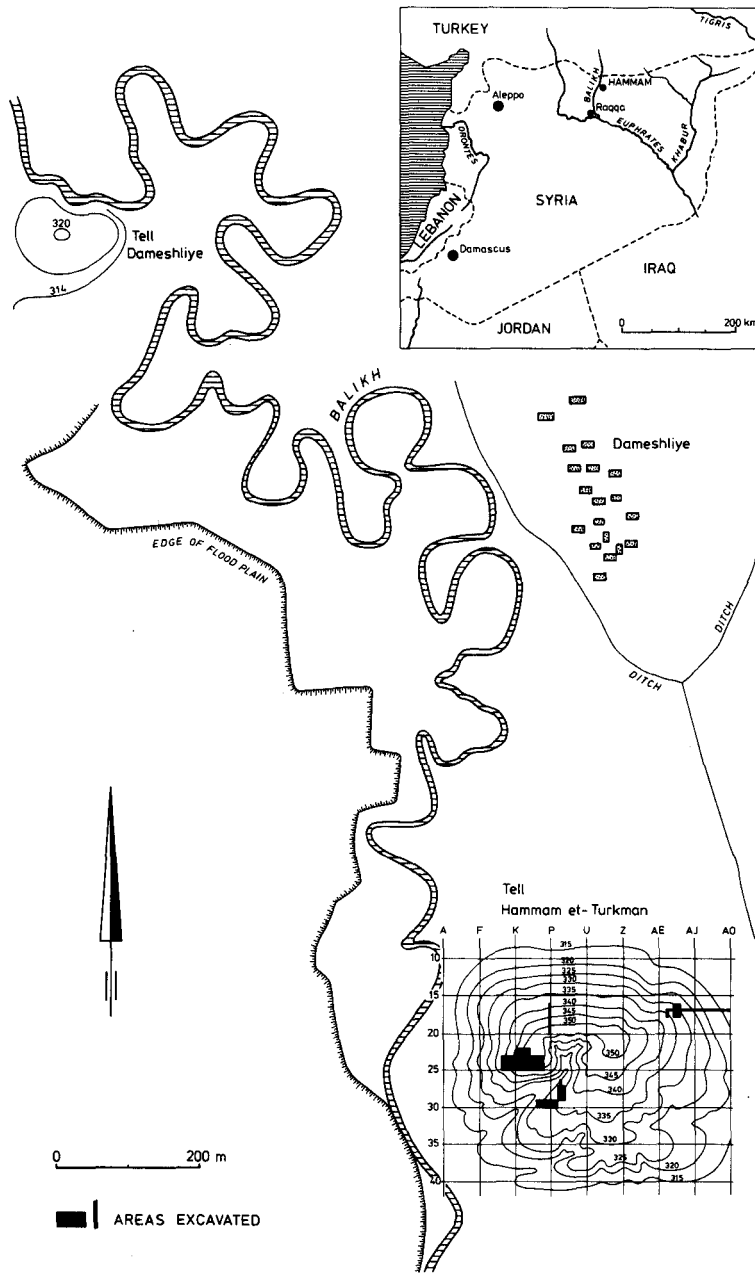 TURKEY
TIGRIS
BALIKH
HAMMAM
Aleppo
Raqqa
EUPHRATES
KHABUR
ORONTES
SYRIA
LEBANON
Damascus
IRAQ
JORDAN
0 200 km
320
Tell
Dameshliye
314
BALIKH
Dameshliye
EDGE OF FLOOD PLAIN
DITCH
DITCH
Tell
Hammam et-Turkman
A F K P U Z AE AJ AO
10
15
20
25
30
35
40
315
320
325
330
335
340
345
350
350
345
340
335
330
325
320
315
0 200 m
AREAS EXCAVATED